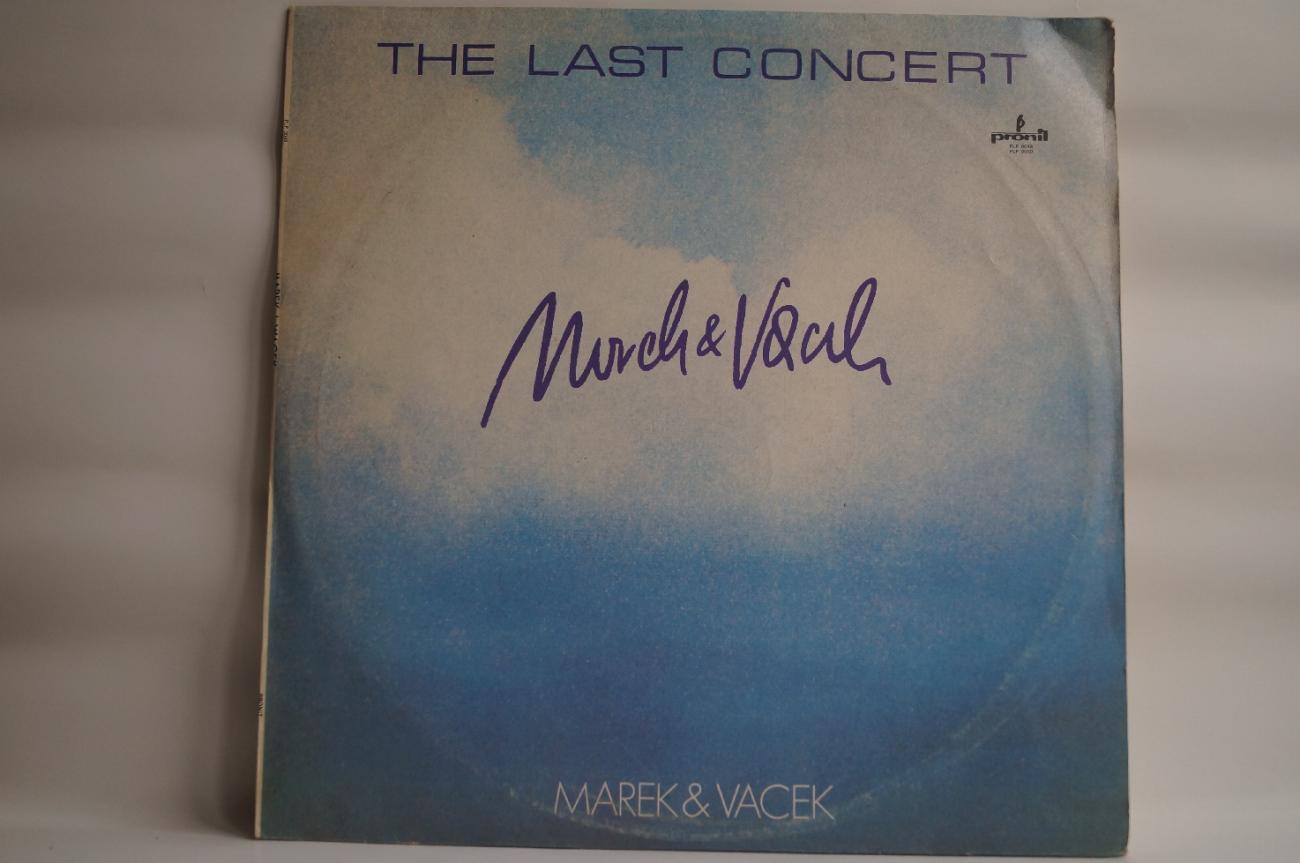 THE LAST CONCERT
pronit
Marek & Vacek
MAREK & VACEK